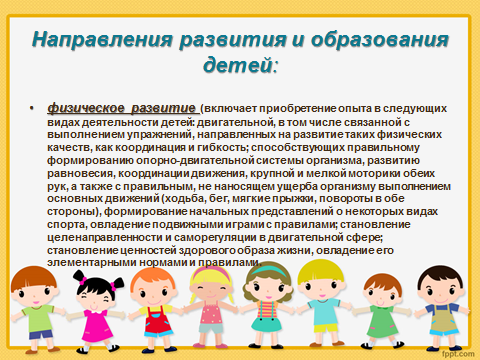 Направления развития и образования
детей:
• физическое развитие (включает приобретение опыта в следующих
видах деятельности детей: двигательной, в том числе связанной с
выполнением упражнений, направленных на развитие таких физических
качеств, как координация и гибкость; способствующих правильному
формированию опорно-двигательной системы организма, развитию
равновесия, координации движения, крупной и мелкой моторики обеих
рук, а также с правильным, не наносящем ущерба организму выполнением
основных движений (ходьба, бег, мягкие прыжки, повороты в обе
стороны), формирование начальных представлений о некоторых видах
спорта, овладение подвижными играми с правилами; становление
целенаправленности и саморегуляции в двигательной сфере;
становление ценностей здорового образа жизни, овладение его
элементарными нормами и правилами.
fppt.com